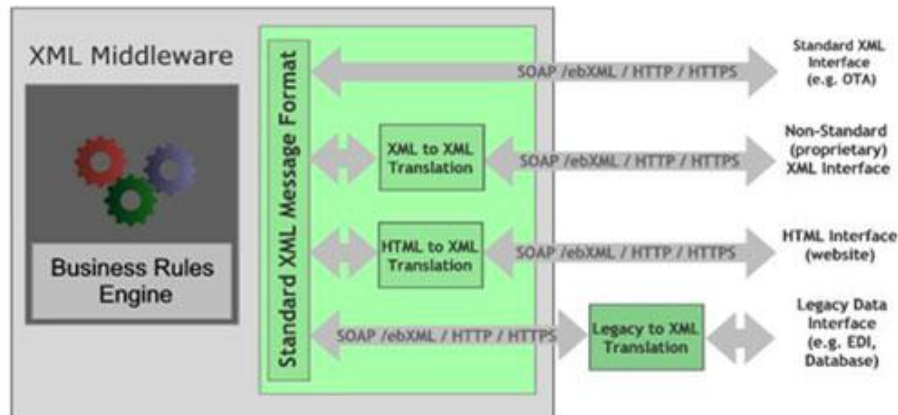 XML Middleware
Business Rules
Engine
Standard XML Message Format
SOAP /ebXML / HTTP / HTTPS
Standard XML
Interface
(e.g. OTA)
XML to XML
Translation
SOAP /ebXML / HTTP / HTTPS
Non-Standard
(proprietary)
XML Interface
HTML to XML
Translation
SOAP /ebXML / HTTP / HTTPS
HTML Interface
(website)
SOAP /ebXML / HTTP / HTTPS
Legacy to XML
Translation
Legacy Data
Interface
(e.g. EDI,
Database)